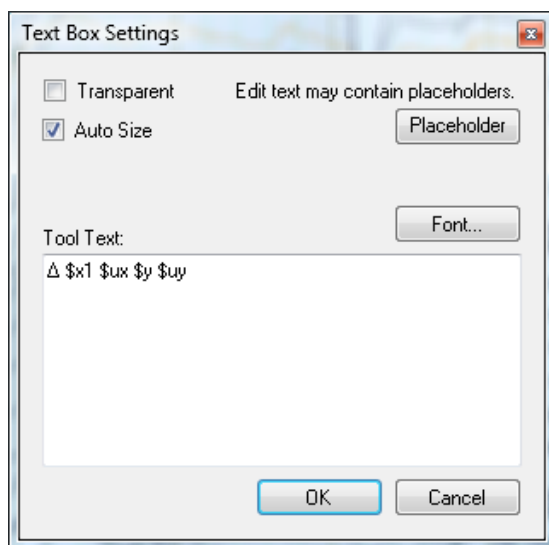 Text Box Settings
Transparent
Edit text may contain placeholders.
Auto Size
Placeholder
Font...
Tool Text:
Δ $x1 $ux $y $uy
OK
Cancel